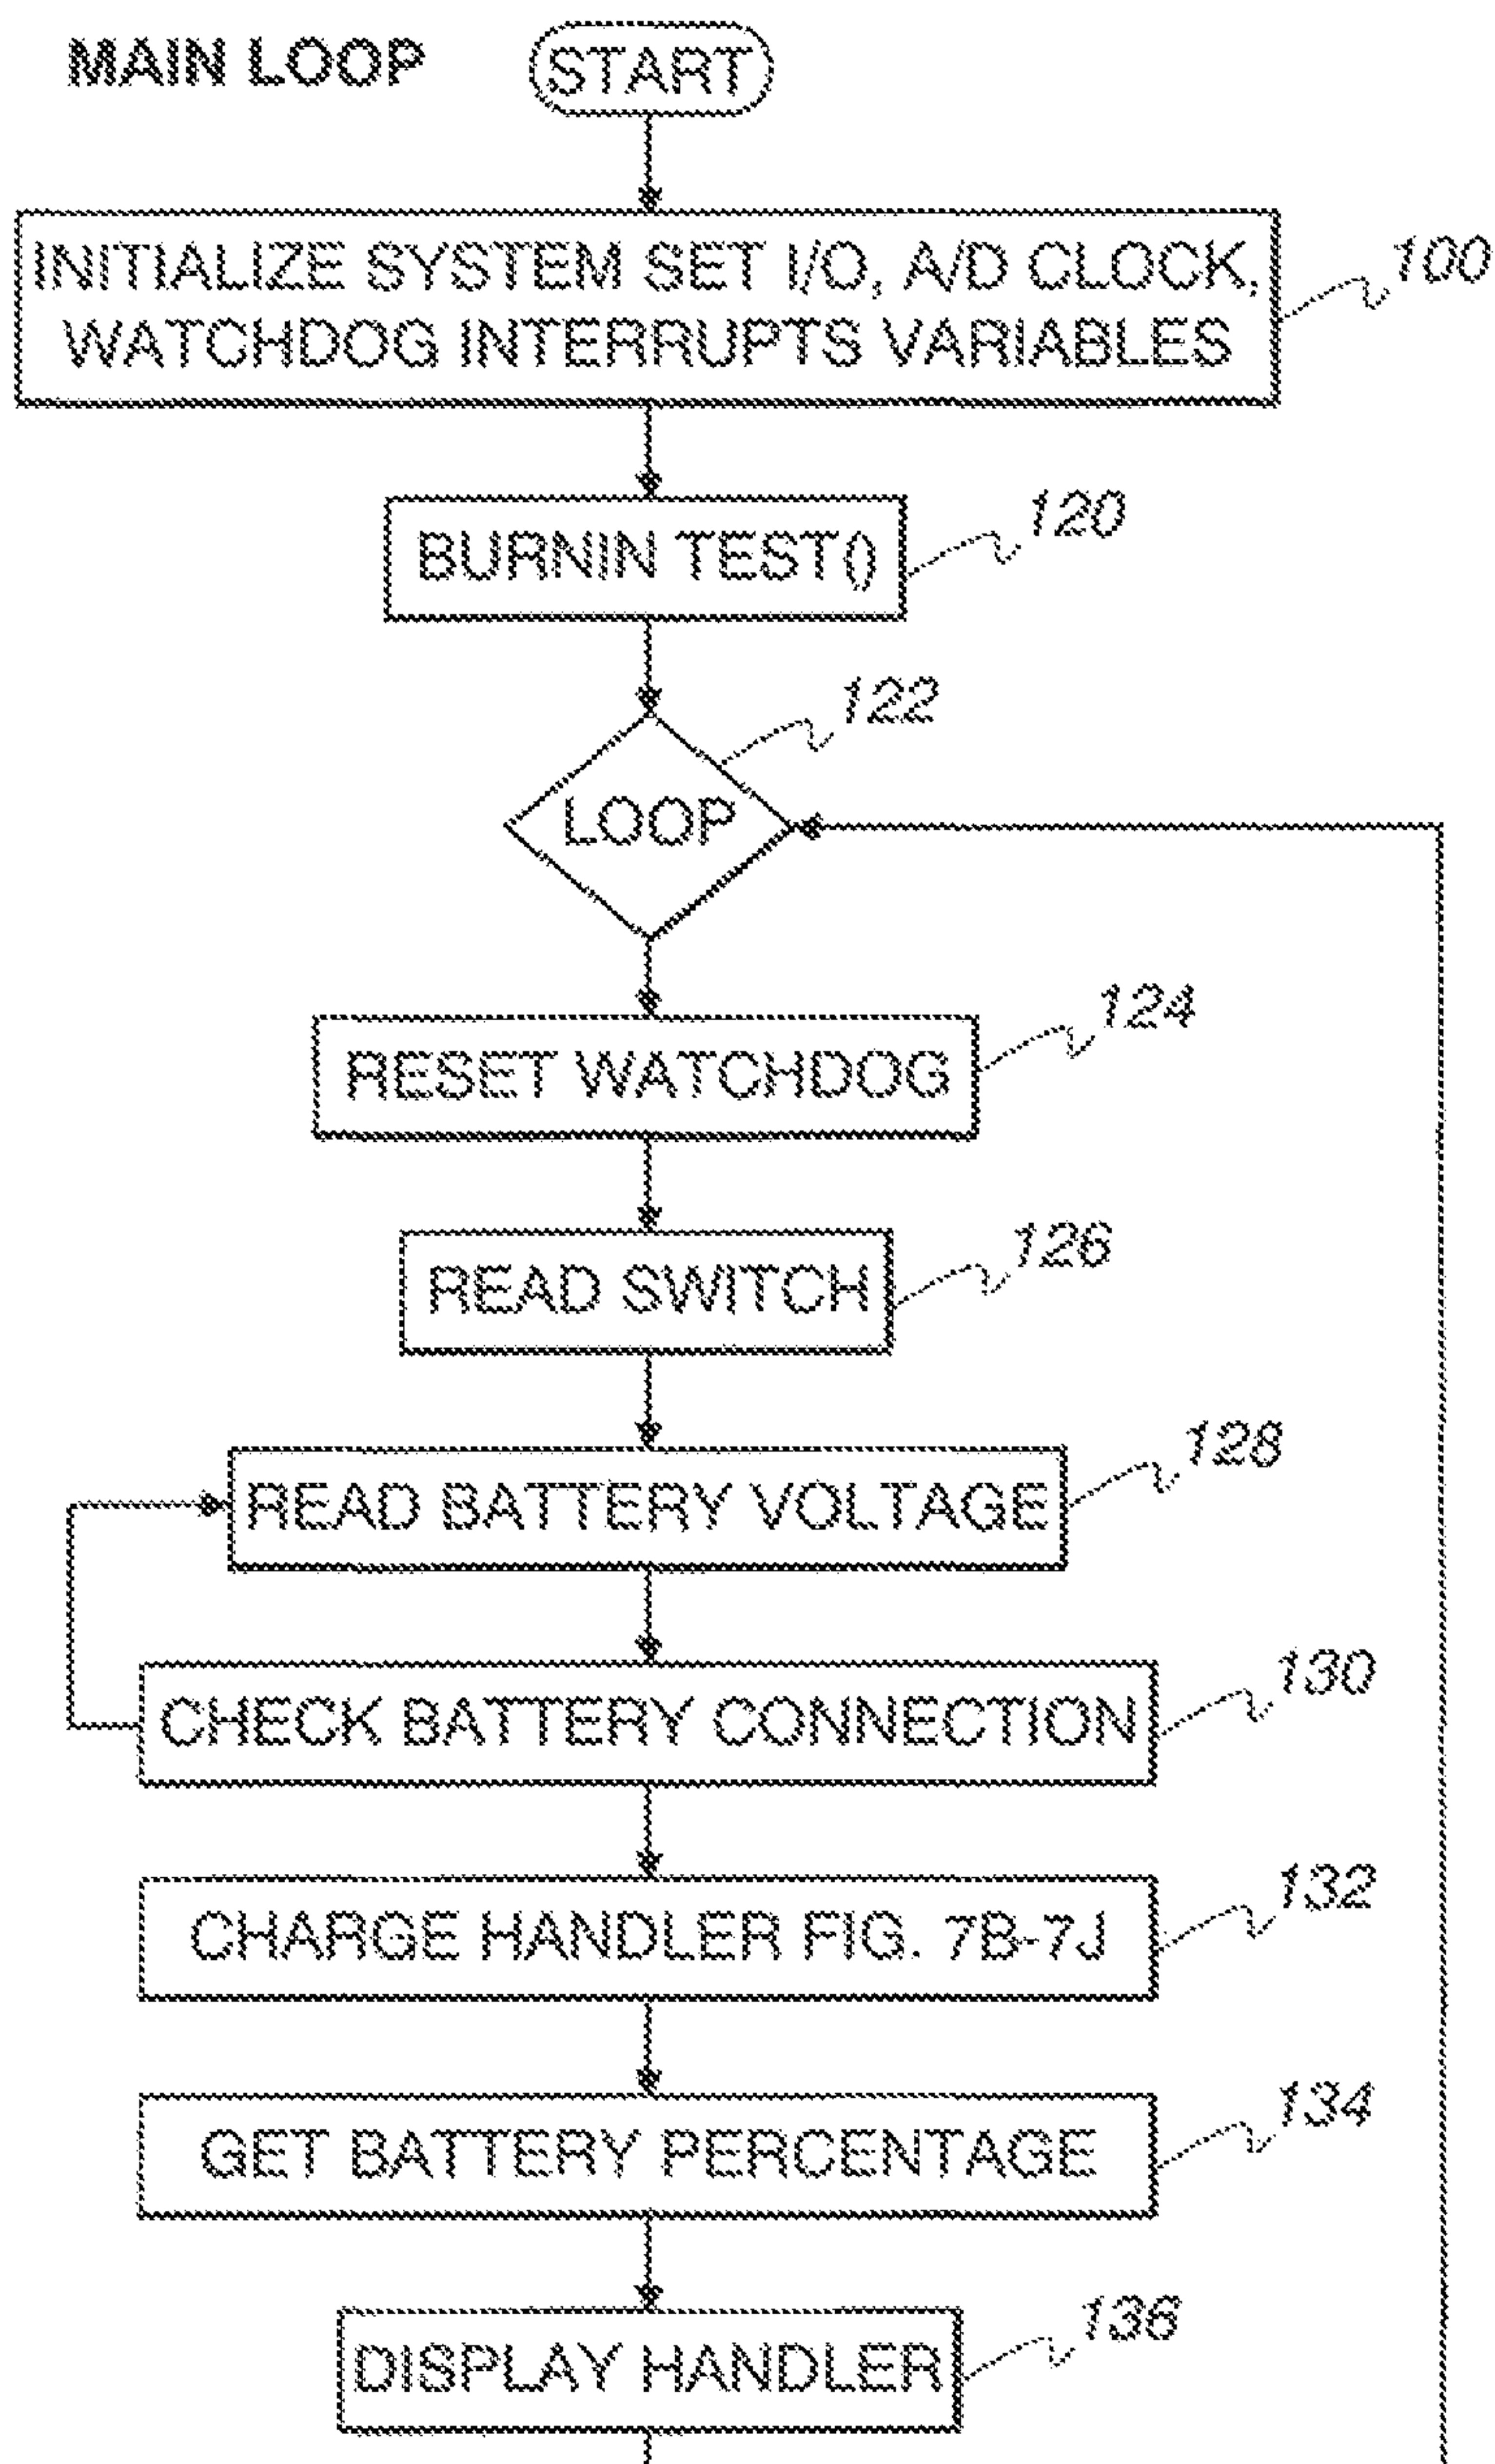 MAIN LOOP
START
INITIALIZE SYSTEM SET I/O, A/D CLOCK,
WATCHDOG INTERRUPTS VARIABLES
100
BURNIN TEST()
120
122
LOOP
124
RESET WATCHDOG
126
READ SWITCH
128
READ BATTERY VOLTAGE
130
CHECK BATTERY CONNECTION
132
CHARGE HANDLER FIG. 7B-7J
134
GET BATTERY PERCENTAGE
136
DISPLAY HANDLER